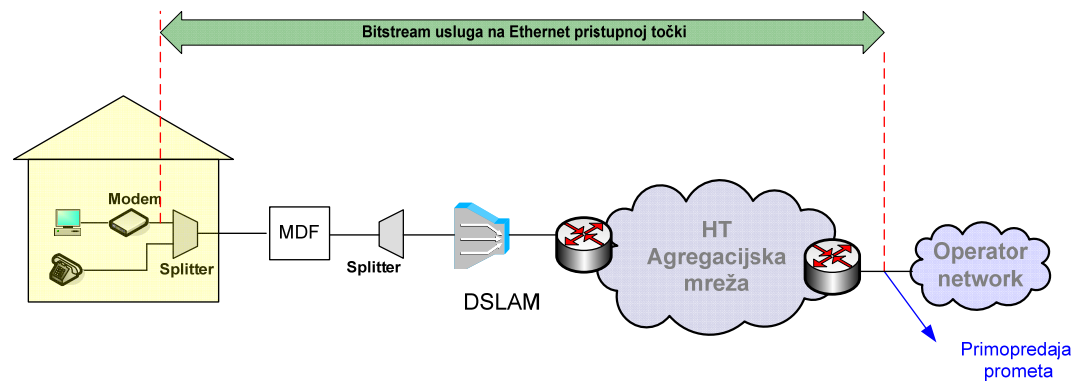 Bitstream usluga na Ethernet pristupnoj točki
Modem
Splitter
MDF
Splitter
DSLAM
HT
Agregacijska
mreža
Operator
network
Primopredaja
prometa